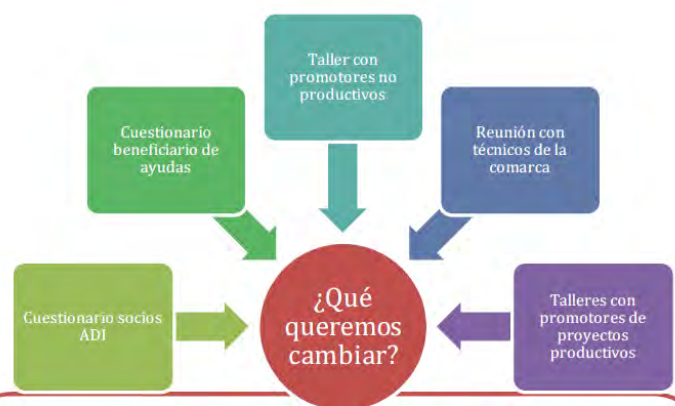 Taller con
promotores no
productivos
Cuestionario
beneficiario de
ayudas
Reunión con
técnicos de la
comarca
Cuestionario socios
ADI
¿Qué
queremos
cambiar?
Talleres con
promotores de
proyectos
productivos